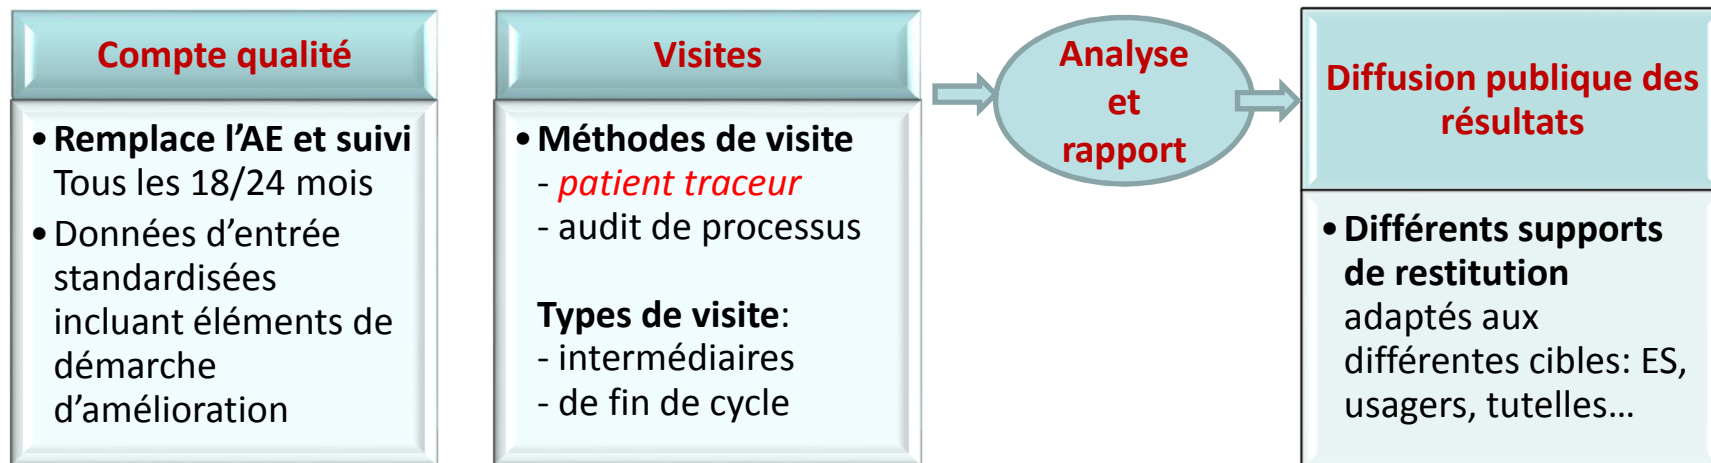 Compte qualité
• Remplace l’AE et suivi
Tous les 18/24 mois
• Données d’entrée
standardisées
incluant éléments de
démarche
d’amélioration
Visites
• Méthodes de visite
- patient traceur
- audit de processus
Types de visite:
- intermédiaires
- de fin de cycle
Analyse
et
rapport
Diffusion publique des
résultats
• Différents supports
de restitution
adaptés aux
différentes cibles: ES,
usagers, tutelles…